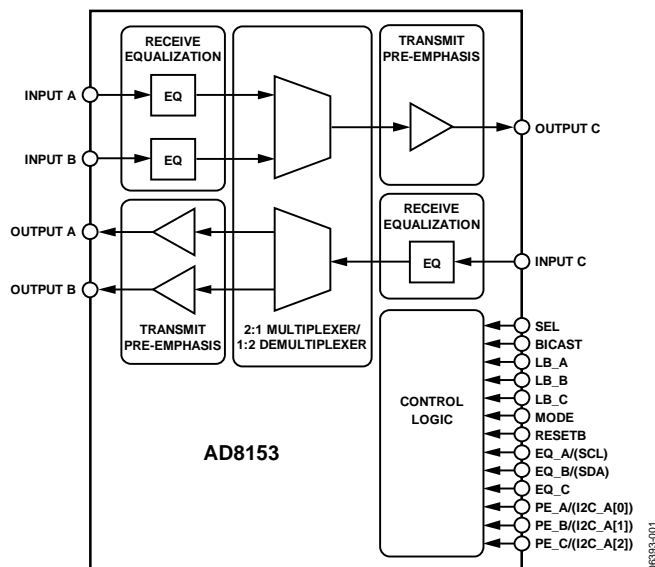 RECEIVE
EQUALIZATION
TRANSMIT
PRE-EMPHASIS
INPUT A
EQ
INPUT B
EQ
OUTPUT C
OUTPUT A
OUTPUT B
TRANSMIT
PRE-EMPHASIS
2:1 MULTIPLEXER/
1:2 DEMULTIPLEXER
RECEIVE
EQUALIZATION
EQ
INPUT C
CONTROL
LOGIC
SEL
BICAST
LB_A
LB_B
LB_C
MODE
RESETB
EQ_A/(SCL)
EQ_B/(SDA)
EQ_C
PE_A/(I2C_A[0])
PE_B/(I2C_A[1])
PE_C/(I2C_A[2])
AD8153
06393-001